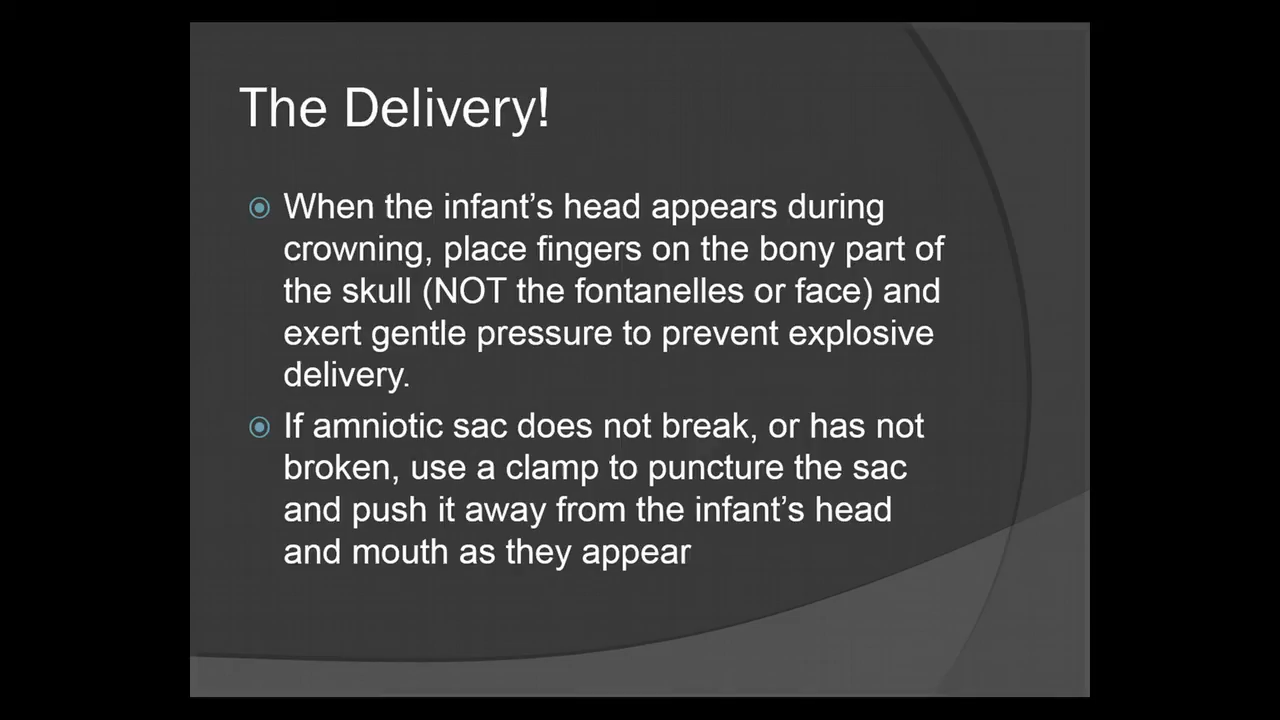 The Delivery!
When the infant’s head appears during
crowning, place fingers on the bony part of
the skull (NOT the fontanelles or face) and
exert gentle pressure to prevent explosive
delivery.
If amniotic sac does not break, or has not
broken, use a clamp to puncture the sac
and push it away from the infant’s head
and mouth as they appear